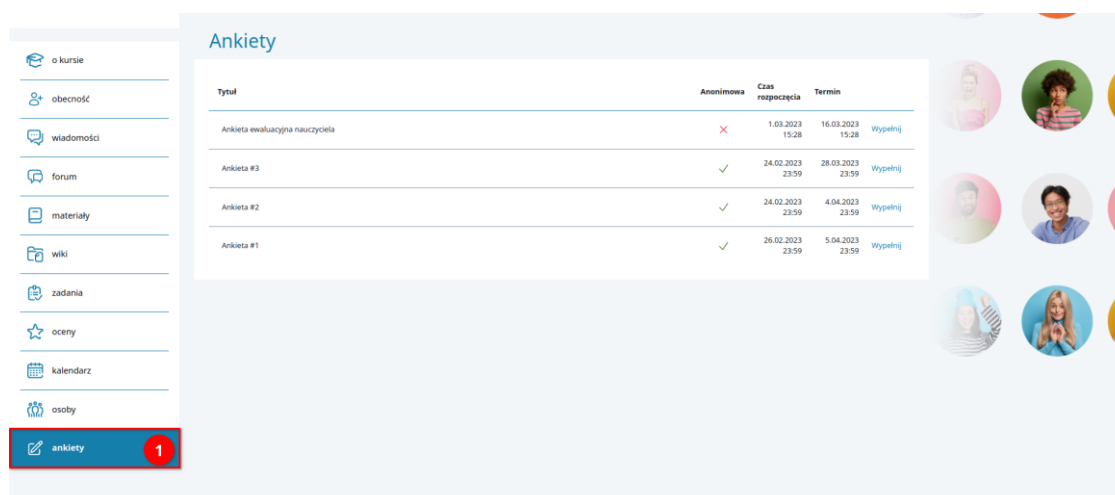 Ankiety
o kursie
obecność
wiadomości
forum
materiały
wiki
zadania
oceny
kalendarz
osoby
ankiety
1
Tytuł Anonimowa Czas rozpoczęcia Termin
Ankieta ewaluacyjna nauczyciela 1.03.2023 15:28 16.03.2023 15:28 Wypełnij
Ankieta #3 24.02.2023 23:59 28.03.2023 23:59 Wypełnij
Ankieta #2 24.02.2023 23:59 4.04.2023 23:59 Wypełnij
Ankieta #1 26.02.2023 23:59 5.04.2023 23:59 Wypełnij